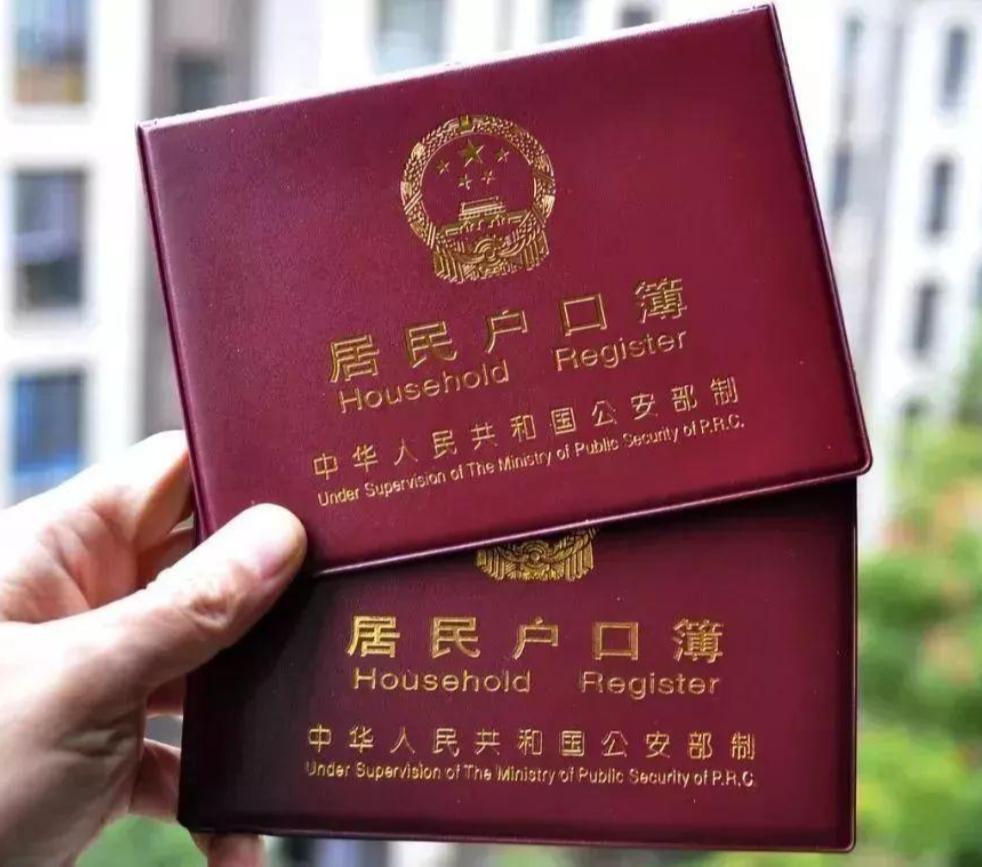 居民户口簿
Household Register
中华人民共和国公安部制
Under Supervision of The Ministry of Public Security of P.R.C.
居民户口簿
Household Register
中华人民共和国公安部制
Under Supervision of The Ministry of Public Security of P.R.C.